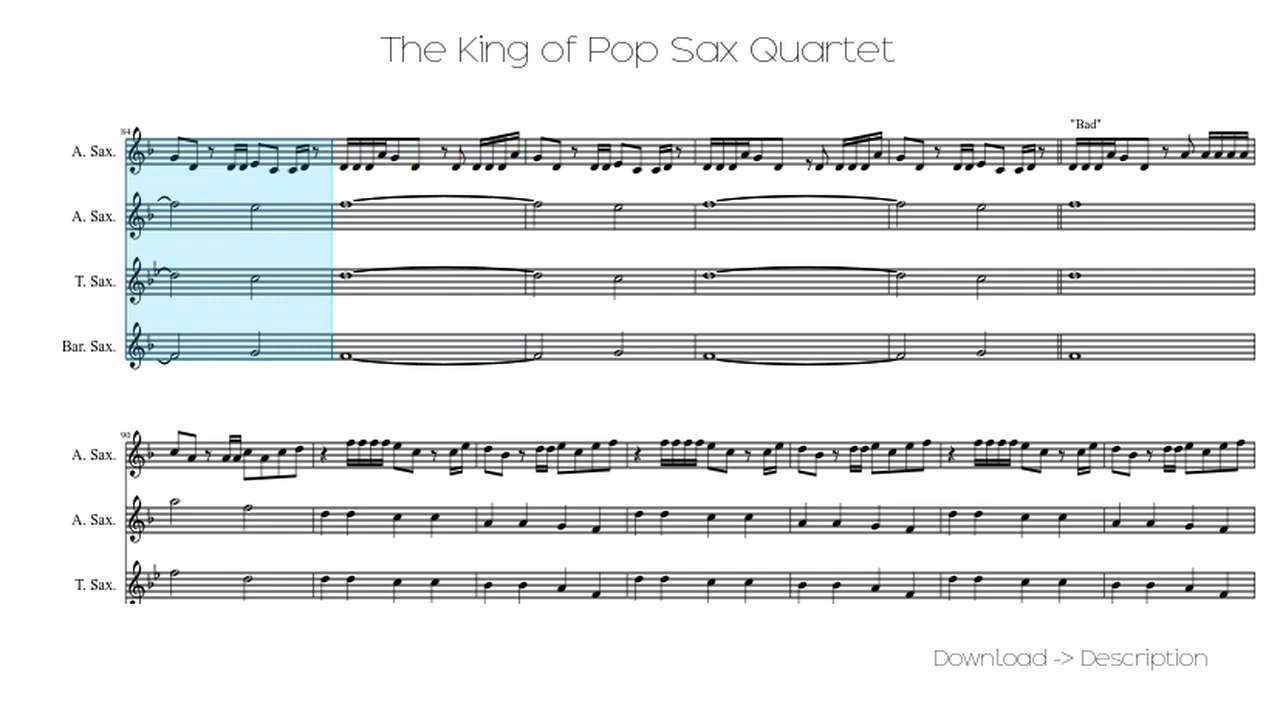 The King of Pop Sax Quartet
84
"Bad"
A. Sax.
A. Sax.
T. Sax.
Bar. Sax.
90
A. Sax.
A. Sax.
T. Sax.
Download -> Description